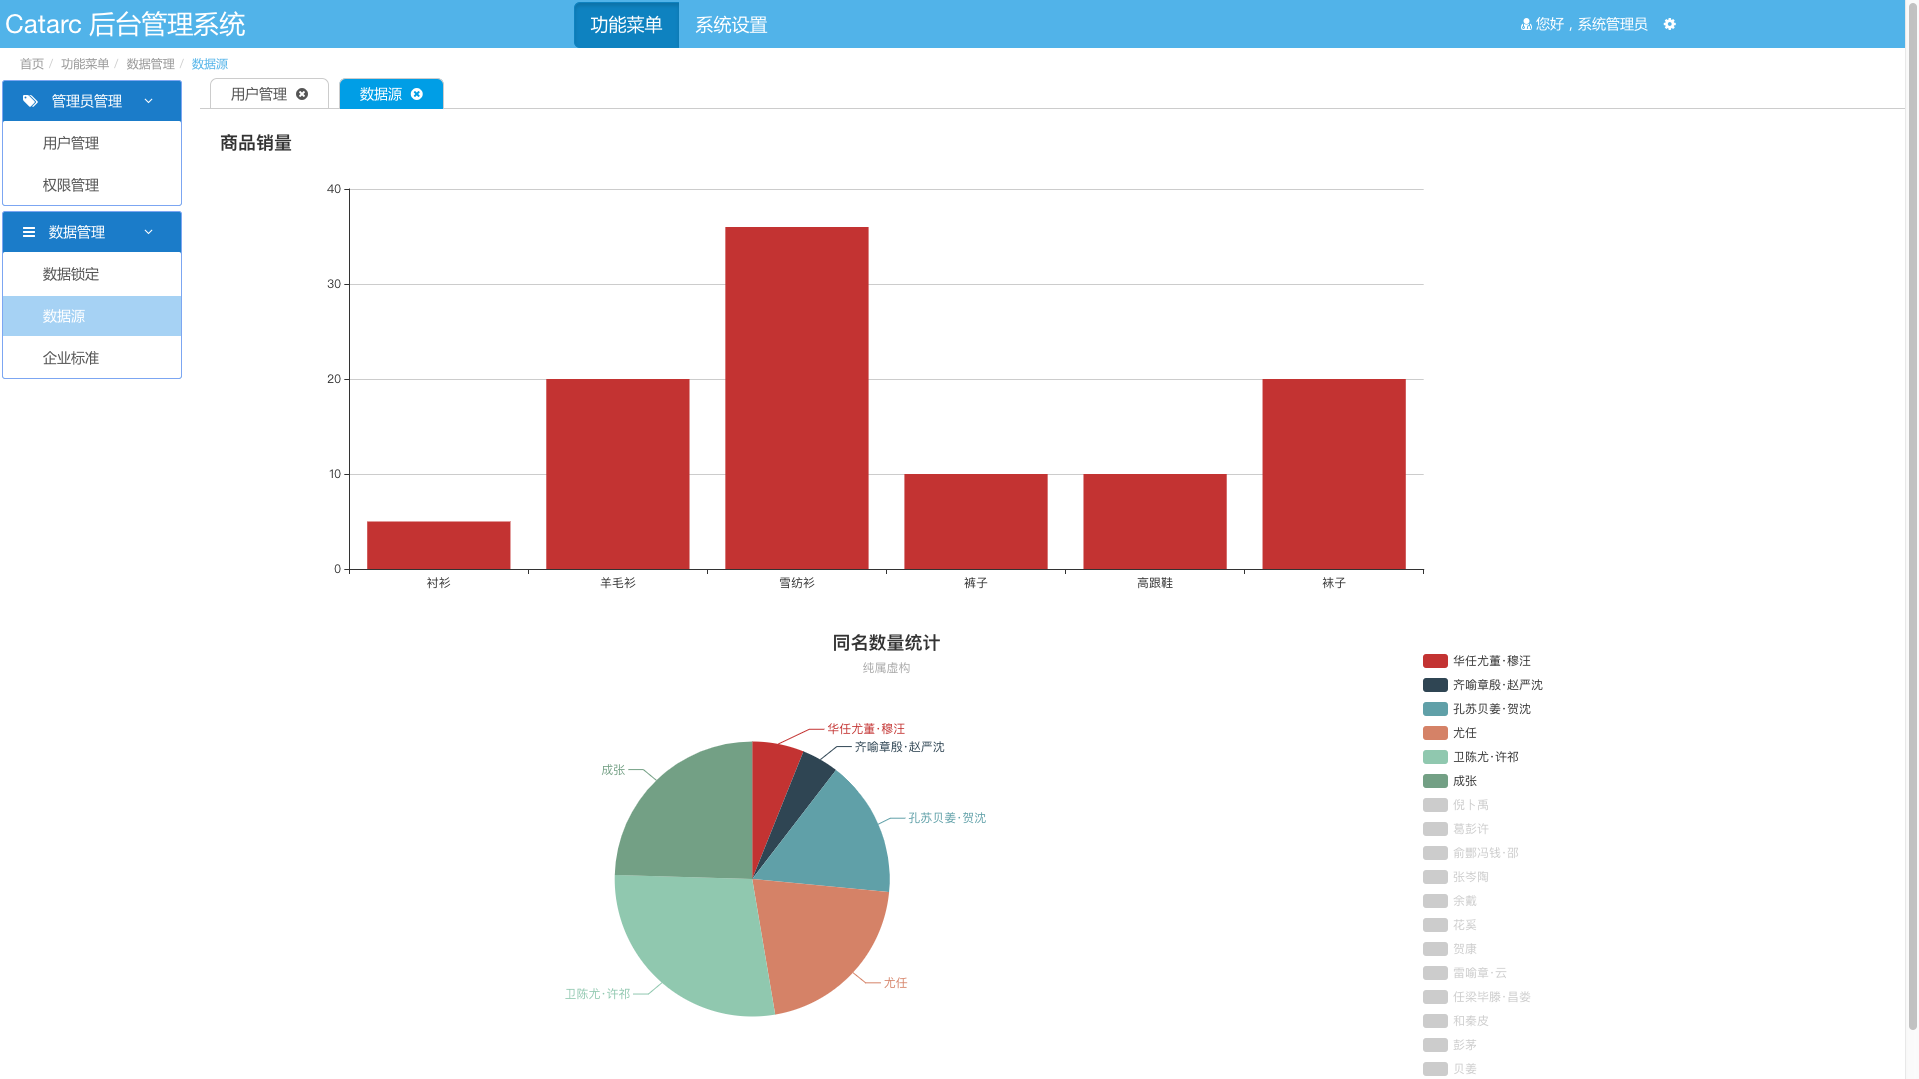 Catarc 后台管理系统
功能菜单
系统设置
您好，系统管理员
首页 / 功能菜单 / 数据管理 / 数据源
管理员管理
用户管理
权限管理
数据管理
数据锁定
数据源
企业标准
用户管理
数据源
商品销量
40
30
20
10
0
衬衫
羊毛衫
雪纺衫
裤子
高跟鞋
袜子
同名数量统计
纯属虚构
华任尤董·穆汪
齐喻章殷·赵严沈
孔苏贝姜·贺沈
尤任
卫陈尤·许祁
成张
华任尤董·穆汪
齐喻章殷·赵严沈
孔苏贝姜·贺沈
尤任
卫陈尤·许祁
成张
倪卜禹
葛彭许
俞酆冯钱·邵
张岑陶
余戴
花奚
贺康
雷喻章·云
任梁毕滕·昌娄
和秦皮
彭茅
贝姜